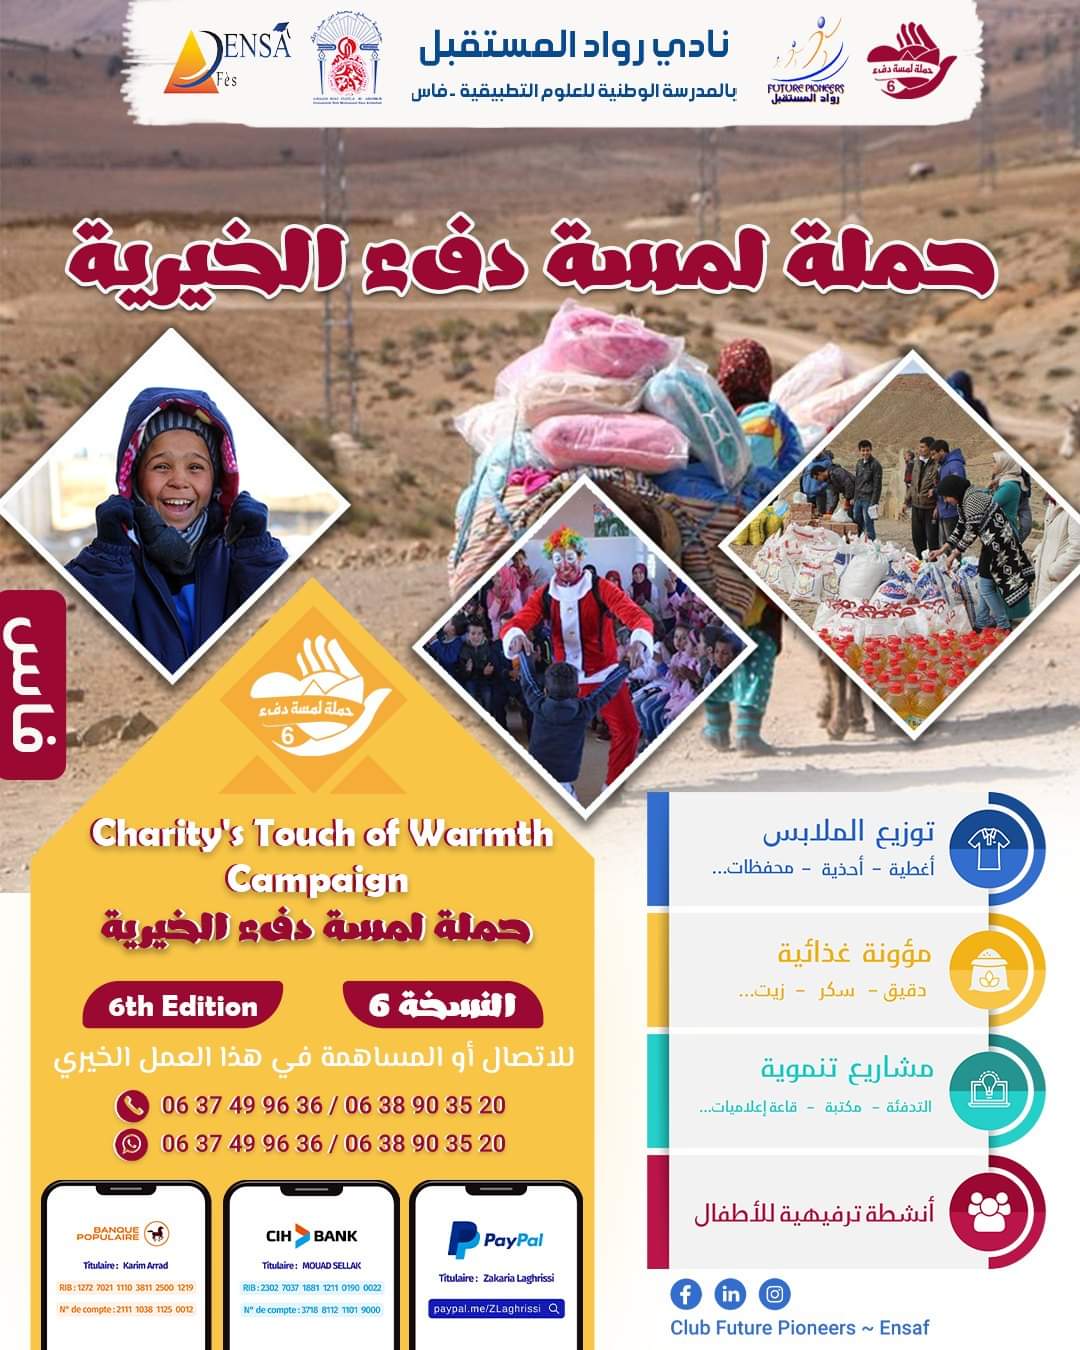 ENSA
Fès
نادي رواد المستقبل
بالمدرسة الوطنية للعلوم التطبيقية - فاس
FUTURE PIONEERS
رواد المستقبل
حملة لمسة دفء
6
حملة لمسة دفء الخيرية
فاس
حملة لمسة دفء
6
Charity's Touch of Warmth
Campaign
حملة لمسة دفء الخيرية
6th Edition
النسخة 6
للاتصال أو المساهمة في هذا العمل الخيري
06 37 49 96 36 / 06 38 90 35 20
06 37 49 96 36 / 06 38 90 35 20
BANQUE
POPULAIRE
Titulaire : Karim Arrad
RIB : 1272 7021 1110 3811 2500 1219
N° de compte : 2111 1038 1125 0012
CIH BANK
Titulaire : MOUAD SELLAK
RIB : 2302 7037 1881 1211 0190 0022
N° de compte : 3718 8112 1101 9000
PayPal
Titulaire : Zakaria Laghrissi
paypal.me/ZLaghrissi
توزيع الملابس
أغطية - أحذية - محفظات...
مؤونة غذائية
دقيق - سكر - زيت...
مشاريع تنموية
التدفئة - مكتبة - قاعة إعلاميات...
أنشطة ترفيهية للأطفال
Club Future Pioneers ~ Ensaf